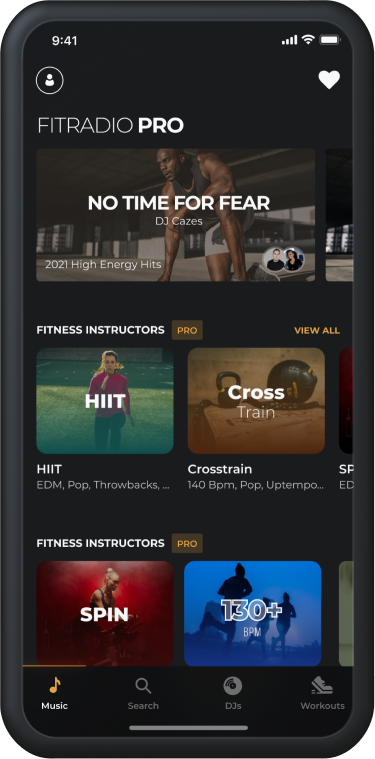 9:41
FITRADIO PRO
NO TIME FOR FEAR
DJ Cazes
2021 High Energy Hits
FITNESS INSTRUCTORS PRO VIEW ALL
HIIT
Cross
Train
HIIT
EDM, Pop, Throwbacks, ...
Crosstrain
140 Bpm, Pop, Uptempo...
SP
ED
FITNESS INSTRUCTORS PRO
SPIN
130+
BPM
Music
Search
DJs
Workouts